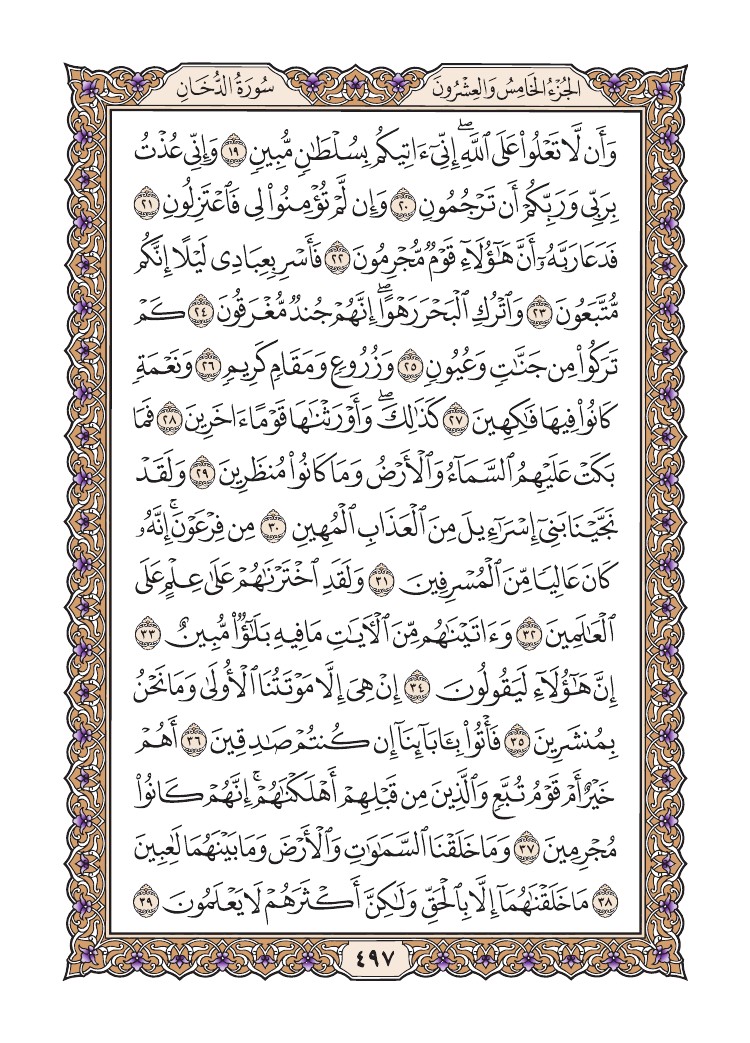 الجُزْءُ الخَامِسُ وَالعِشْرُونَ
سُورَةُ الدُّخَانِ
وَأَن لَّا تَعْلُوا۟ عَلَى ٱللَّهِۖ إِنِّىٓ ءَاتِيكُم بِسُلْطَٰنٍ مُّبِينٍ ١٩ وَإِنِّى عُذْتُ
بِرَبِّى وَرَبِّكُمْ أَن تَرْجُمُونِ ٢٠ وَإِن لَّمْ تُؤْمِنُوا۟ لِى فَٱعْتَزِلُونِ ٢١
فَدَعَا رَبَّهُۥٓ أَنَّ هَٰٓؤُلَآءِ قَوْمٌ مُّجْرِمُونَ ٢٢ فَأَسْرِ بِعِبَادِى لَيْلًا إِنَّكُم
مُّتَّبَعُونَ ٢٣ وَٱتْرُكِ ٱلْبَحْرَ رَهْوًاۖ إِنَّهُمْ جُندٌ مُّغْرَقُونَ ٢٤ كَمْ
تَرَكُوا۟ مِن جَنَّٰتٍ وَعُيُونٍ ٢٥ وَزُرُوعٍ وَمَقَامٍ كَرِيمٍ ٢٦ وَنَعْمَةٍ
كَانُوا۟ فِيهَا فَٰكِهِينَ ٢٧ كَذَٰلِكَۖ وَأَوْرَثْنَٰهَا قَوْمًا ءَاخَرِينَ ٢٨ فَمَا
بَكَتْ عَلَيْهِمُ ٱلسَّمَآءُ وَٱلْأَرْضُ وَمَا كَانُوا۟ مُنظَرِينَ ٢٩ وَلَقَدْ
نَجَّيْنَا بَنِىٓ إِسْرَٰٓءِيلَ مِنَ ٱلْعَذَابِ ٱلْمُهِينِ ٣٠ مِن فِرْعَوْنَۚ إِنَّهُۥ
كَانَ عَالِيًا مِّنَ ٱلْمُسْرِفِينَ ٣١ وَلَقَدِ ٱخْتَرْنَٰهُمْ عَلَىٰ عِلْمٍ عَلَى
ٱلْعَٰلَمِينَ ٣٢ وَءَاتَيْنَٰهُم مِّنَ ٱلْءَايَٰتِ مَا فِيهِ بَلَٰٓؤٌا۟ مُّبِينٌ ٣٣
إِنَّ هَٰٓؤُلَآءِ لَيَقُولُونَ ٣٤ إِنْ هِىَ إِلَّا مَوْتَتُنَا ٱلْأُولَىٰ وَمَا نَحْنُ
بِمُنشَرِينَ ٣٥ فَأْتُوا۟ بِـَٔابَآئِنَآ إِن كُنتُمْ صَٰدِقِينَ ٣٦ أَهُمْ
خَيْرٌ أَمْ قَوْمُ تُبَّعٍ وَٱلَّذِينَ مِن قَبْلِهِمْ أَهْلَكْنَٰهُمْۚ إِنَّهُمْ كَانُوا۟
مُجْرِمِينَ ٣٧ وَمَا خَلَقْنَا ٱلسَّمَٰوَٰتِ وَٱلْأَرْضَ وَمَا بَيْنَهُمَا لَٰعِبِينَ
٣٨ مَا خَلَقْنَٰهُمَآ إِلَّا بِٱلْحَقِّ وَلَٰكِنَّ أَكْثَرَهُمْ لَا يَعْلَمُونَ ٣٩
٤٩٧